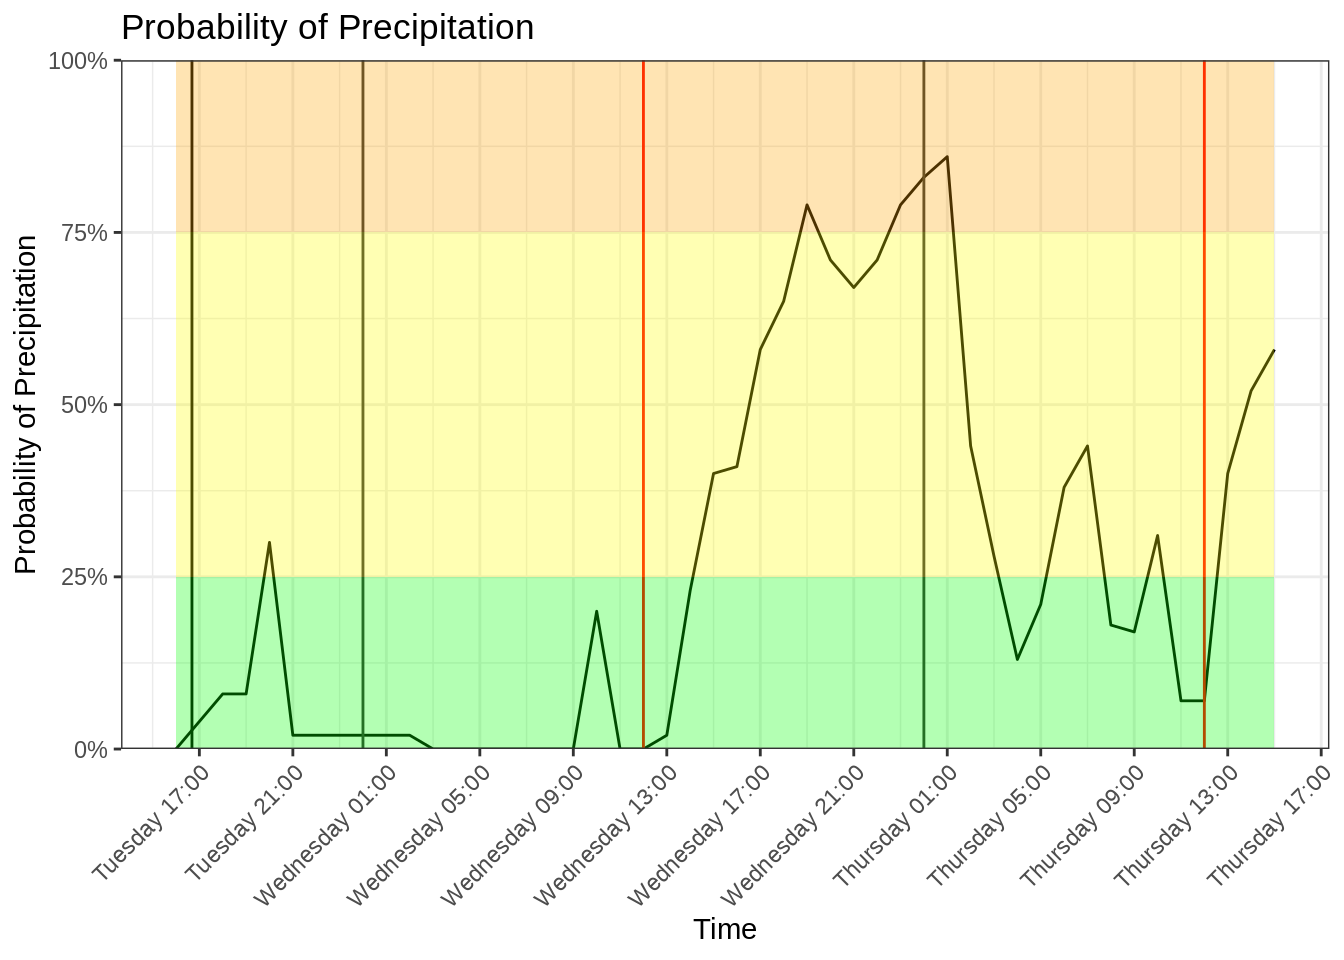 Probability of Precipitation
Probability of Precipitation
100%
75%
50%
25%
0%
Tuesday 17:00
Tuesday 21:00
Wednesday 01:00
Wednesday 05:00
Wednesday 09:00
Wednesday 13:00
Wednesday 17:00
Wednesday 21:00
Thursday 01:00
Thursday 05:00
Thursday 09:00
Thursday 13:00
Thursday 17:00
Time